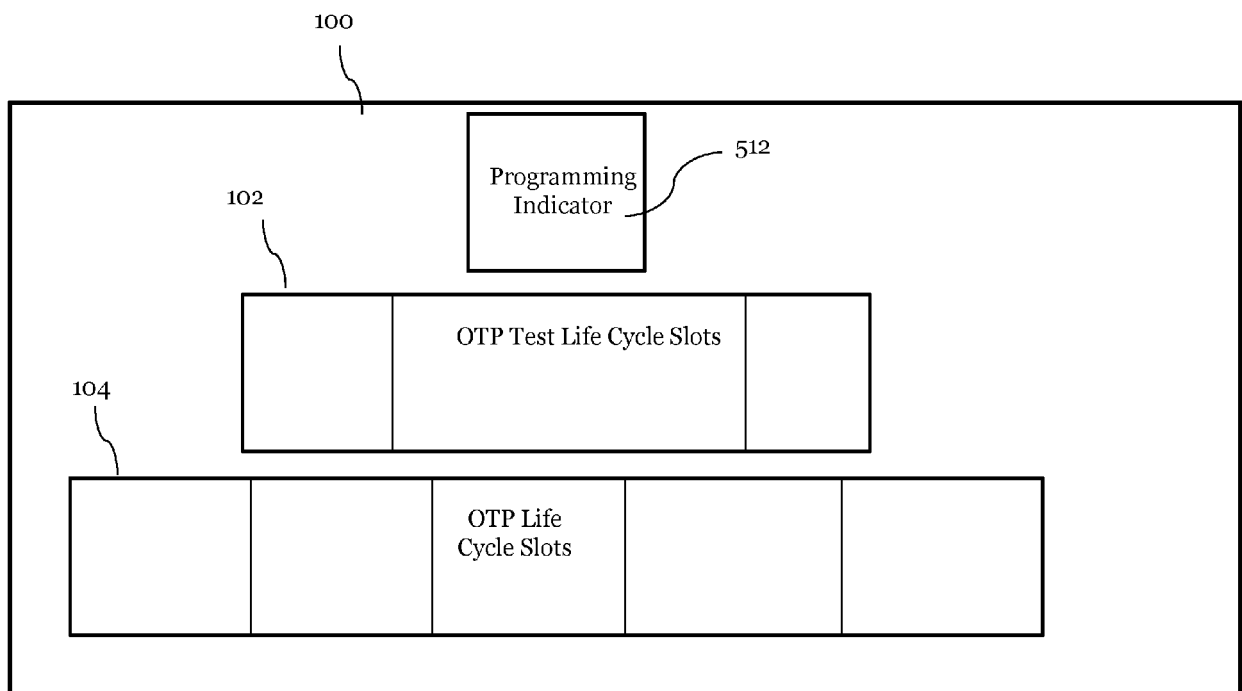 100
Programming
Indicator
512
102
OTP Test Life Cycle Slots
104
OTP Life
Cycle Slots